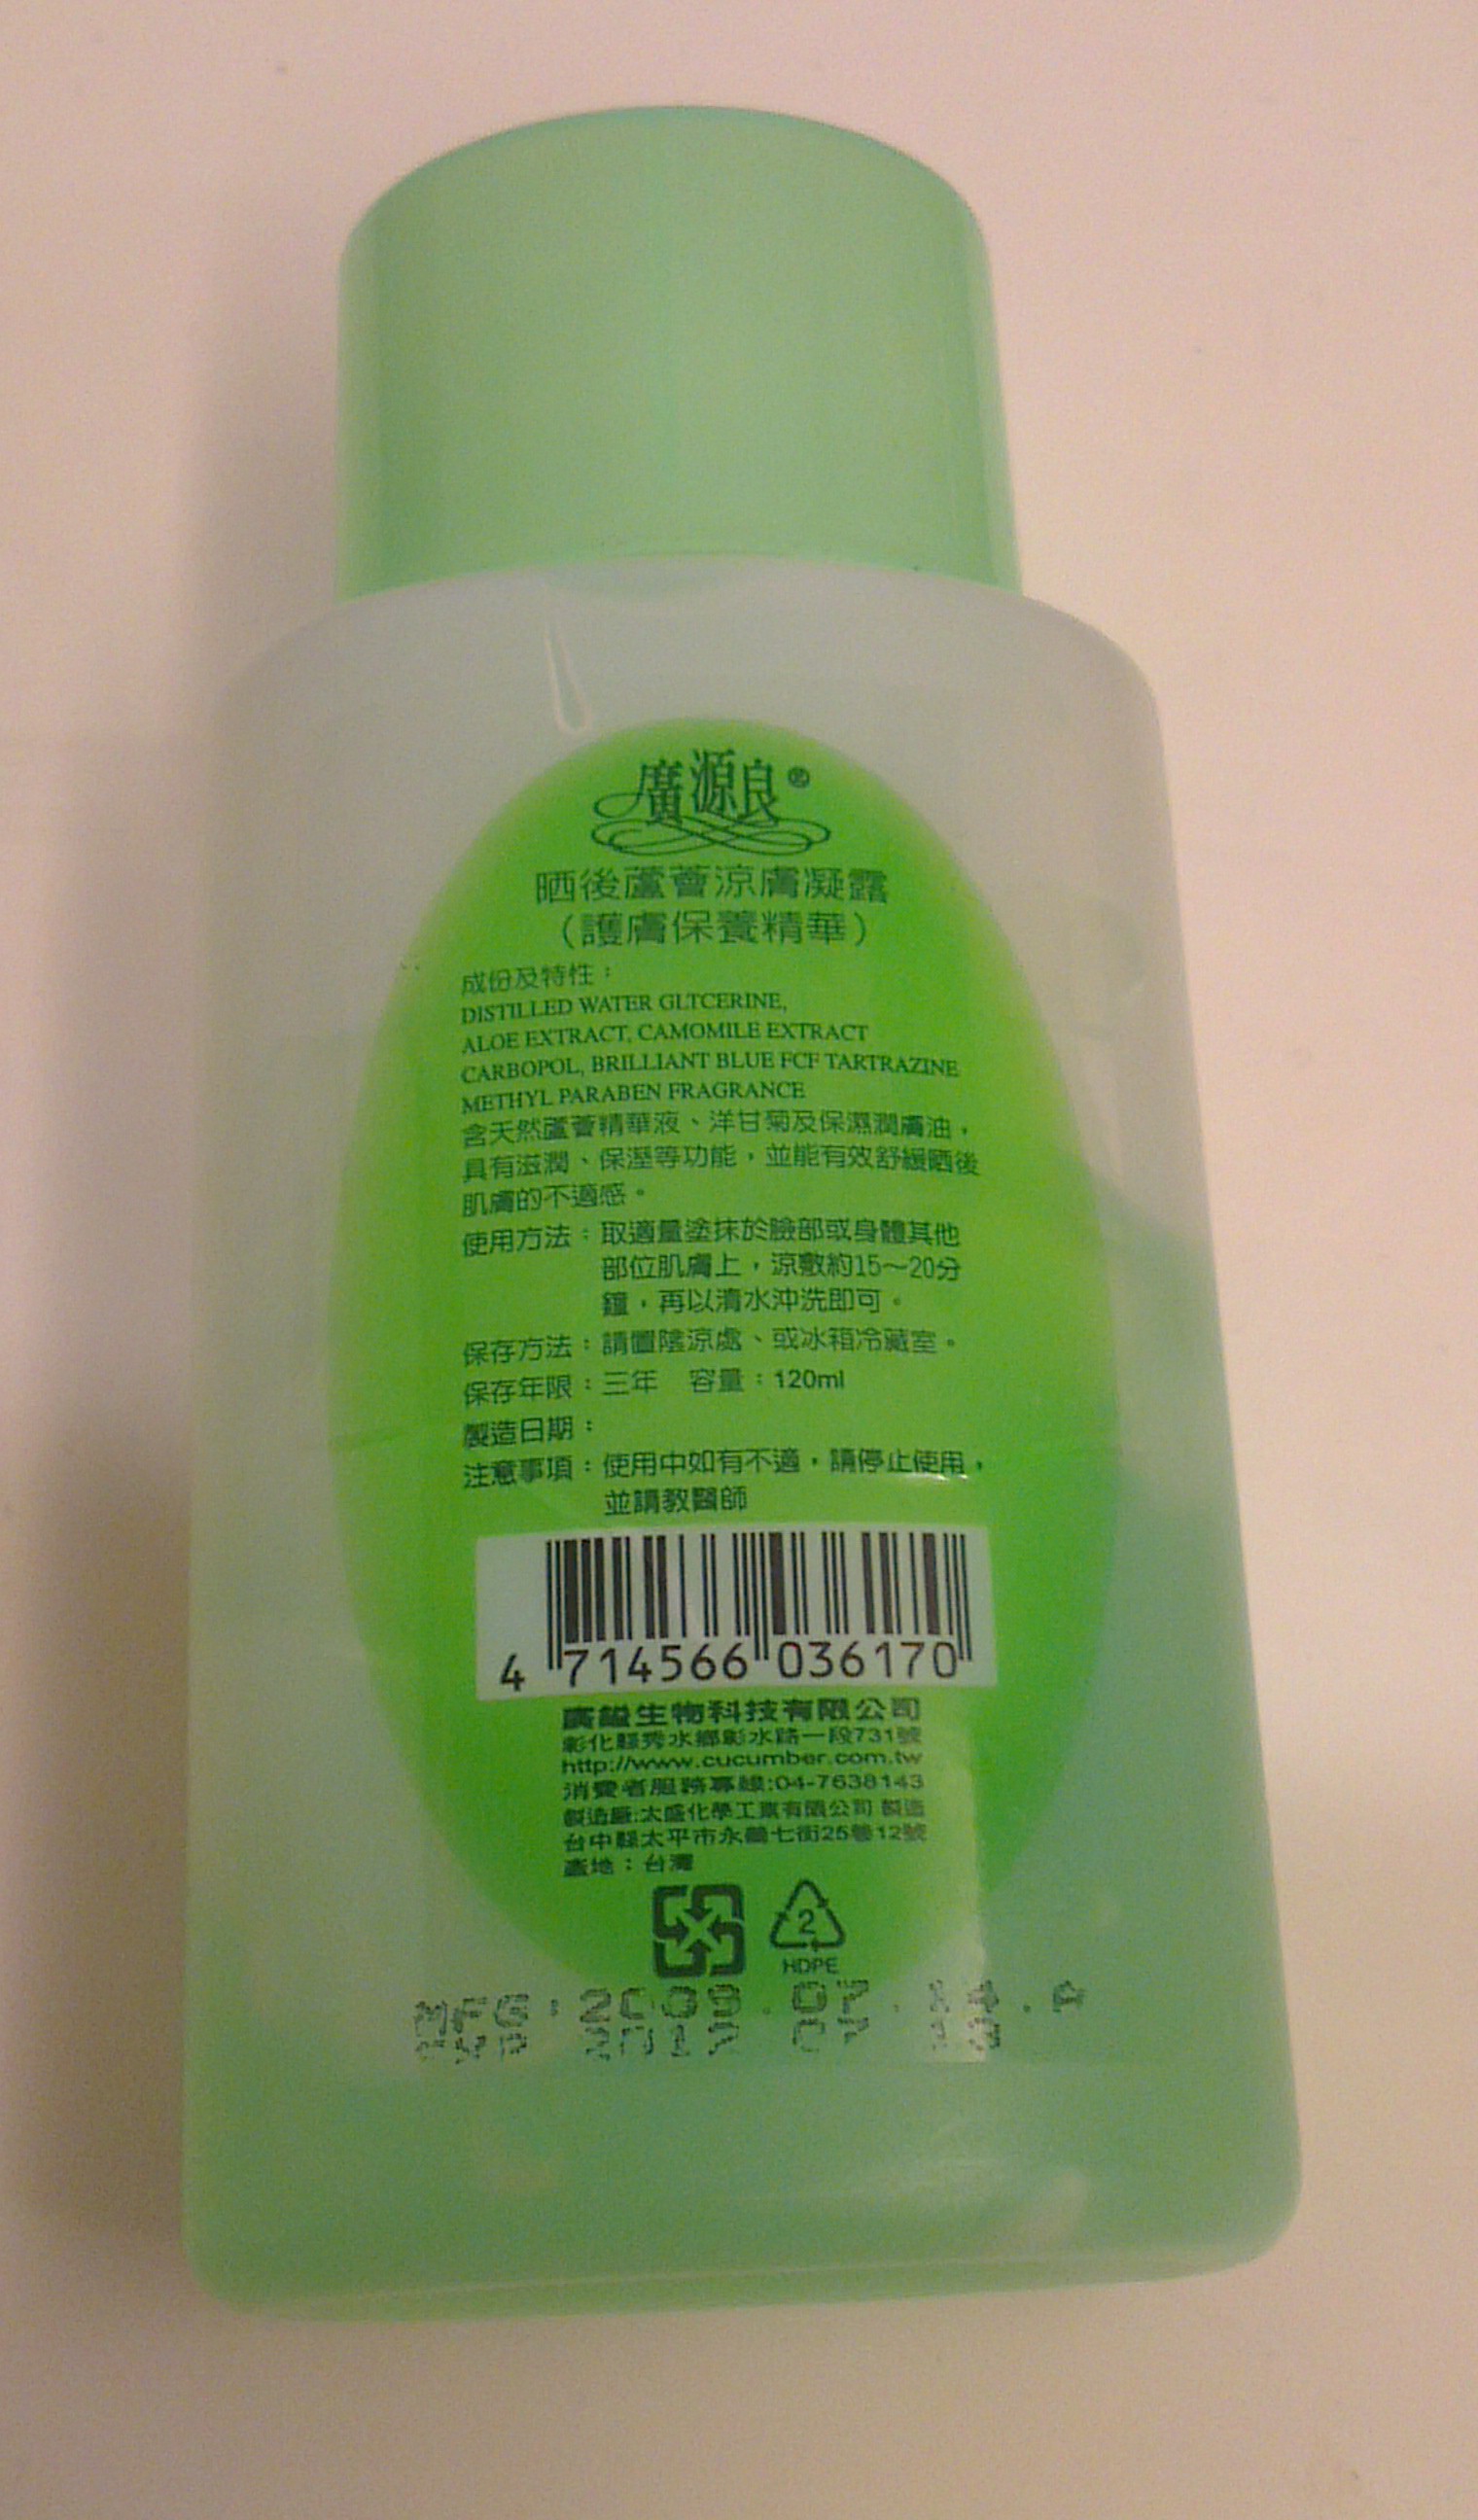 廣源良®
晒後蘆薈涼膚凝露
（護膚保養精華）
成份及特性：
DISTILLED WATER GLTCERINE,
ALOE EXTRACT, CAMOMILE EXTRACT
CARBOPOL, BRILLIANT BLUE FCF TARTRAZINE
METHYL PARABEN FRAGRANCE
含天然蘆薈精華液、洋甘菊及保濕潤膚油，
具有滋潤、保溼等功能，並能有效舒緩晒後
肌膚的不適感。
使用方法：取適量塗抹於臉部或身體其他
部位肌膚上，涼敷約15～20分
鐘，再以清水沖洗即可。
保存方法：請置陰涼處、或冰箱冷藏室。
保存年限：三年 容量：120ml
製造日期：
注意事項：使用中如有不適，請停止使用，
並請教醫師
4 714566 036170
生物科技有限公司
彰化縣秀水鄉彰水路一段731號
http://www.cucumber.com.tw
消費者服務專線:04-7638143
製造廠:太盛化學工業有限公司 製造
台中縣太平市永義七街25巷12號
產地：台灣
2
HDPE
MFG:2009.07.14.A
EXP 2012 07 13